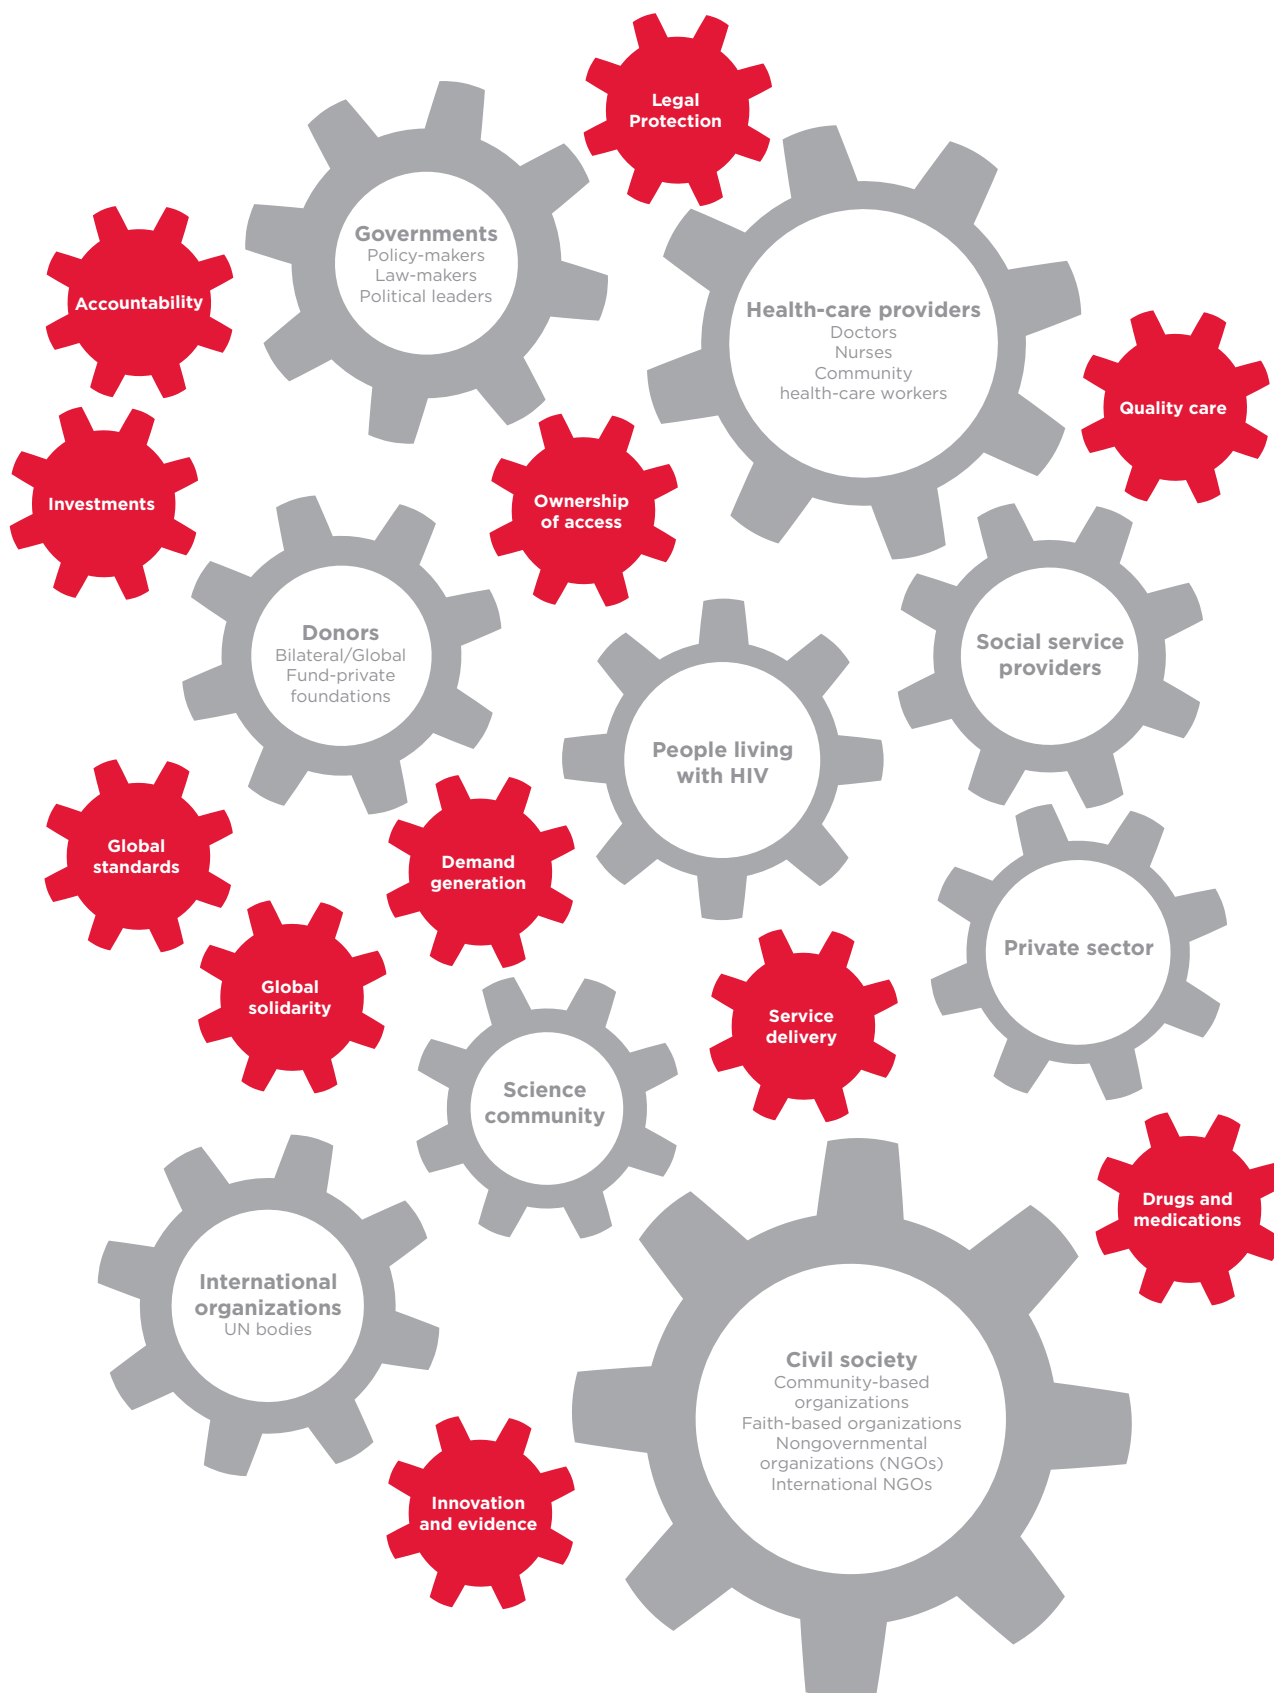 Legal
Protection
Governments
Policy-makers
Law-makers
Political leaders
Accountability
Health-care providers
Doctors
Nurses
Community
health-care workers
Quality care
Investments
Ownership
of access
Donors
Bilateral/Global
Fund-private
foundations
Social service
providers
People living
with HIV
Global
standards
Demand
generation
Private sector
Global
solidarity
Service
delivery
Science
community
Drugs and
medications
International
organizations
UN bodies
Civil society
Community-based
organizations
Faith-based organizations
Nongovernmental
organizations (NGOs)
International NGOs
Innovation
and evidence